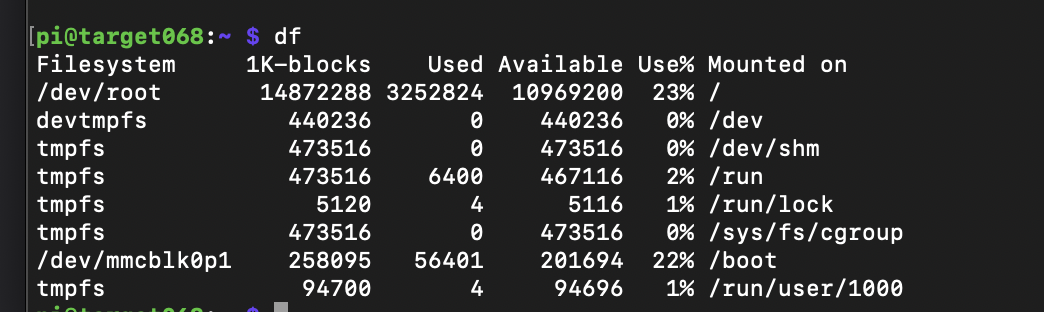 [pi@target068:~ $ df
Filesystem     1K-blocks    Used Available Use% Mounted on
/dev/root       14872288 3252824  10969200  23% /
devtmpfs          440236       0    440236   0% /dev
tmpfs             473516       0    473516   0% /dev/shm
tmpfs             473516    6400    467116   2% /run
tmpfs               5120       4      5116   1% /run/lock
tmpfs             473516       0    473516   0% /sys/fs/cgroup
/dev/mmcblk0p1    258095   56401    201694  22% /boot
tmpfs              94700       4     94696   1% /run/user/1000
pi@target068:~ $